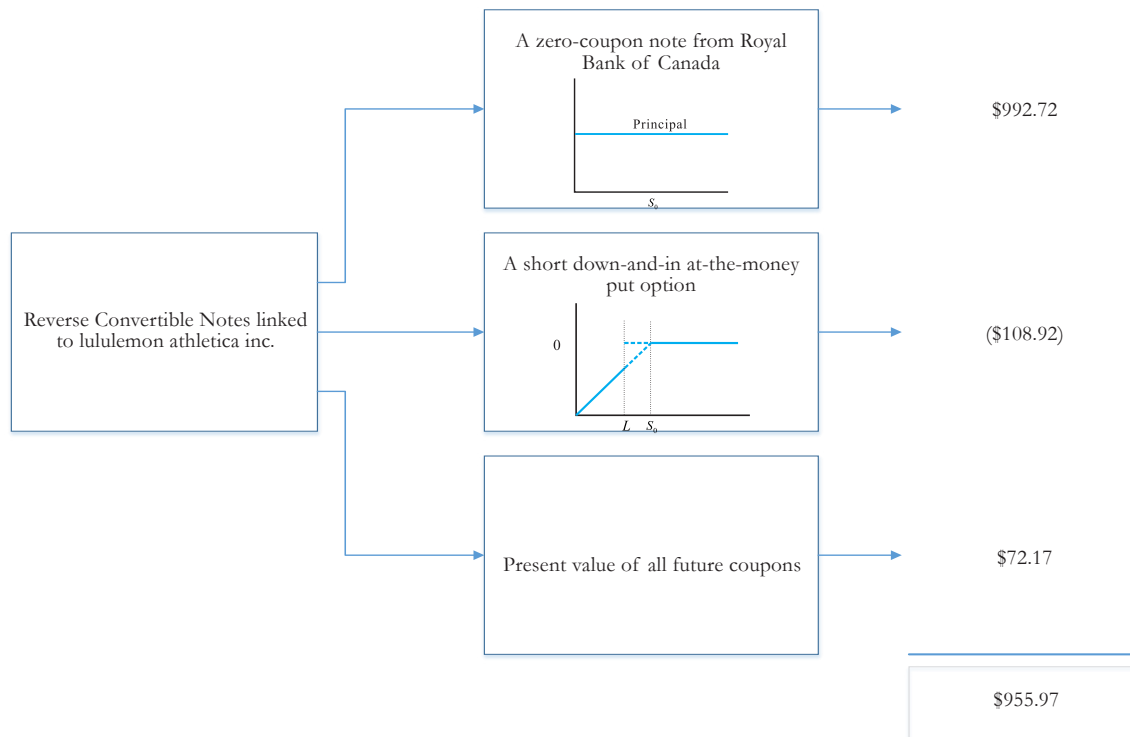 A zero-coupon note from Royal
Bank of Canada
Principal
S₀
$992.72
Reverse Convertible Notes linked
to lululemon athletica inc.
A short down-and-in at-the-money
put option
0
L
S₀
($108.92)
Present value of all future coupons
$72.17
$955.97